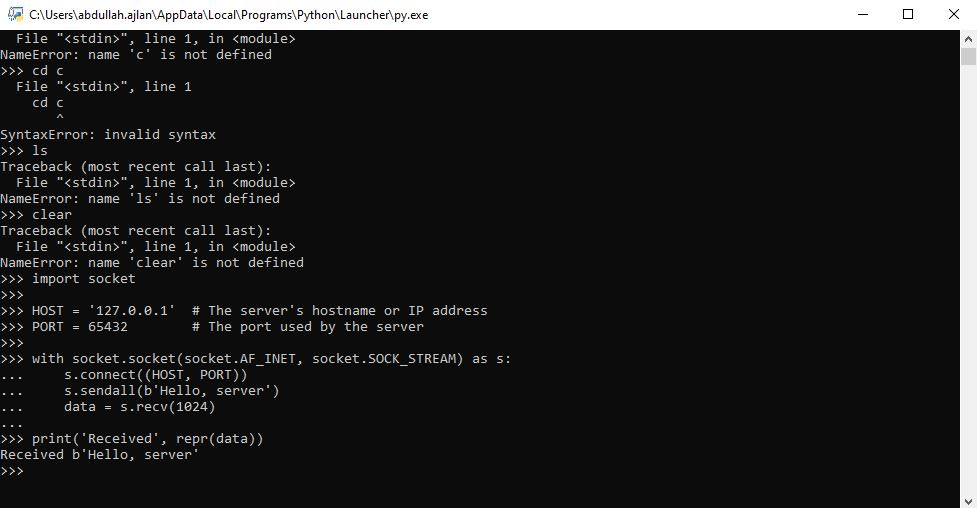 C:\Users\abdullah.ajlan\AppData\Local\Programs\Python\Launcher\py.exe
  File "<stdin>", line 1, in <module>
NameError: name 'c' is not defined
>>> cd c
  File "<stdin>", line 1
    cd c
       ^
SyntaxError: invalid syntax
>>> ls
Traceback (most recent call last):
  File "<stdin>", line 1, in <module>
NameError: name 'ls' is not defined
>>> clear
Traceback (most recent call last):
  File "<stdin>", line 1, in <module>
NameError: name 'clear' is not defined
>>> import socket
>>>
>>> HOST = '127.0.0.1'  # The server's hostname or IP address
>>> PORT = 65432        # The port used by the server
>>>
>>> with socket.socket(socket.AF_INET, socket.SOCK_STREAM) as s:
...     s.connect((HOST, PORT))
...     s.sendall(b'Hello, server')
...     data = s.recv(1024)
...
>>> print('Received', repr(data))
Received b'Hello, server'
>>>